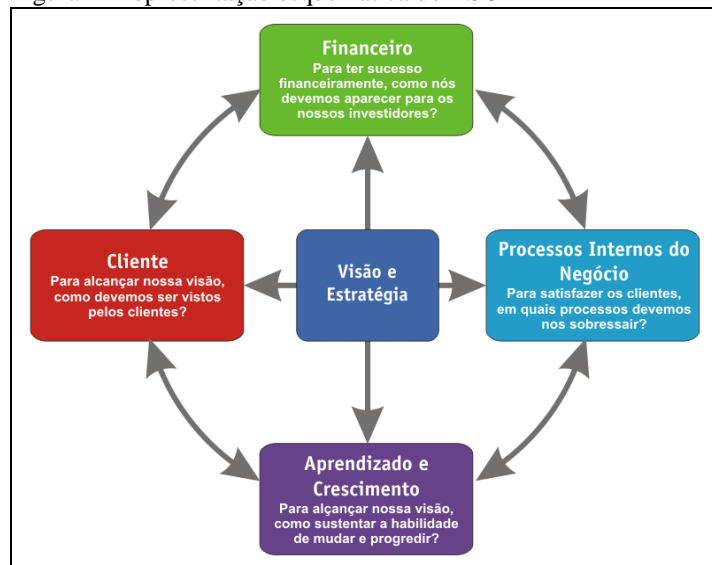 Financeiro
Para ter sucesso
financeiramente, como nós
devemos aparecer para os
nossos investidores?
Cliente
Para alcançar nossa visão,
como devemos ser vistos
pelos clientes?
Visão e
Estratégia
Processos Internos do
Negócio
Para satisfazer os clientes,
em quais processos devemos
nos sobressair?
Aprendizado e
Crescimento
Para alçançar nossa visão,
como sustentar a habilidade
de mudar e progredir?